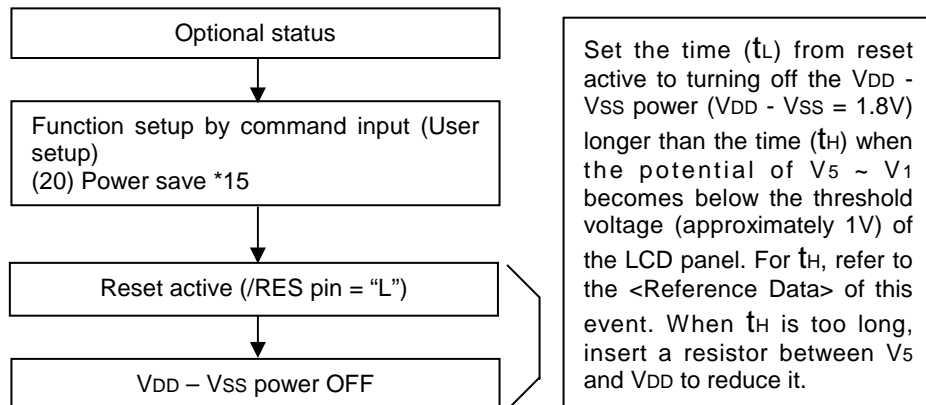 Optional status
Function setup by command input (User
setup)
(20) Power save *15
Reset active (/RES pin = “L”)
VDD – VSS power OFF
Set the time (tL) from reset
active to turning off the VDD -
VSS power (VDD - VSS = 1.8V)
longer than the time (tH) when
the potential of V5 ~ V1
becomes below the threshold
voltage (approximately 1V) of
the LCD panel. For tH, refer to
the <Reference Data> of this
event. When tH is too long,
insert a resistor between V5
and VDD to reduce it.